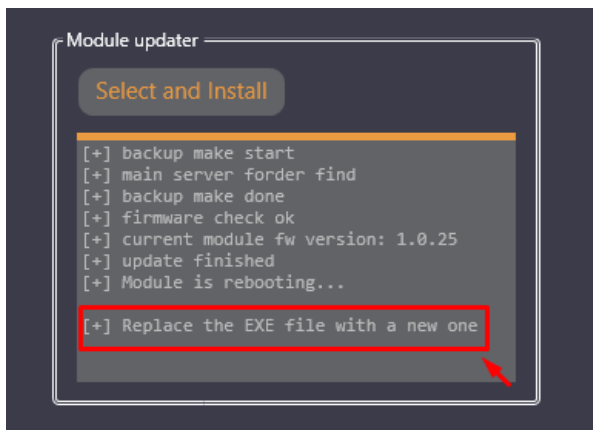 Module updater
Select and Install
[+] backup make start
[+] main server forder find
[+] backup make done
[+] firmware check ok
[+] current module fw version: 1.0.25
[+] update finished
[+] Module is rebooting...
[+] Replace the EXE file with a new one